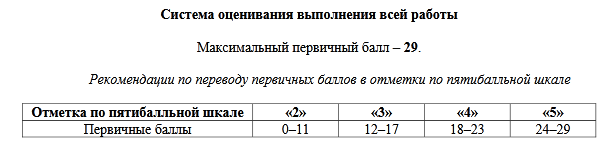 Система оценивания выполнения всей работы
Максимальный первичный балл – 29.
Рекомендации по переводу первичных баллов в отметки по пятибалльной шкале
Отметка по пятибалльной шкале «2» «3» «4» «5»
Первичные баллы 0–11 12–17 18–23 24–29